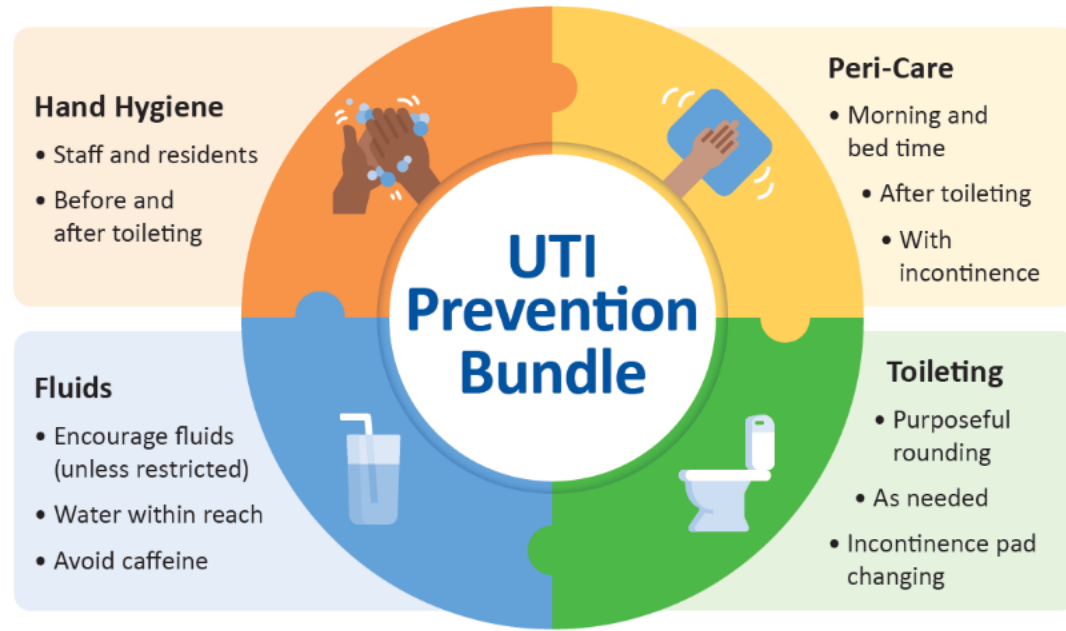 Hand Hygiene
• Staff and residents
• Before and
after toileting
Peri-Care
• Morning and
bed time
• After toileting
• With
incontinence
UTI
Prevention
Bundle
Fluids
• Encourage fluids
(unless restricted)
• Water within reach
• Avoid caffeine
Toileting
• Purposeful
rounding
• As needed
• Incontinence pad
changing